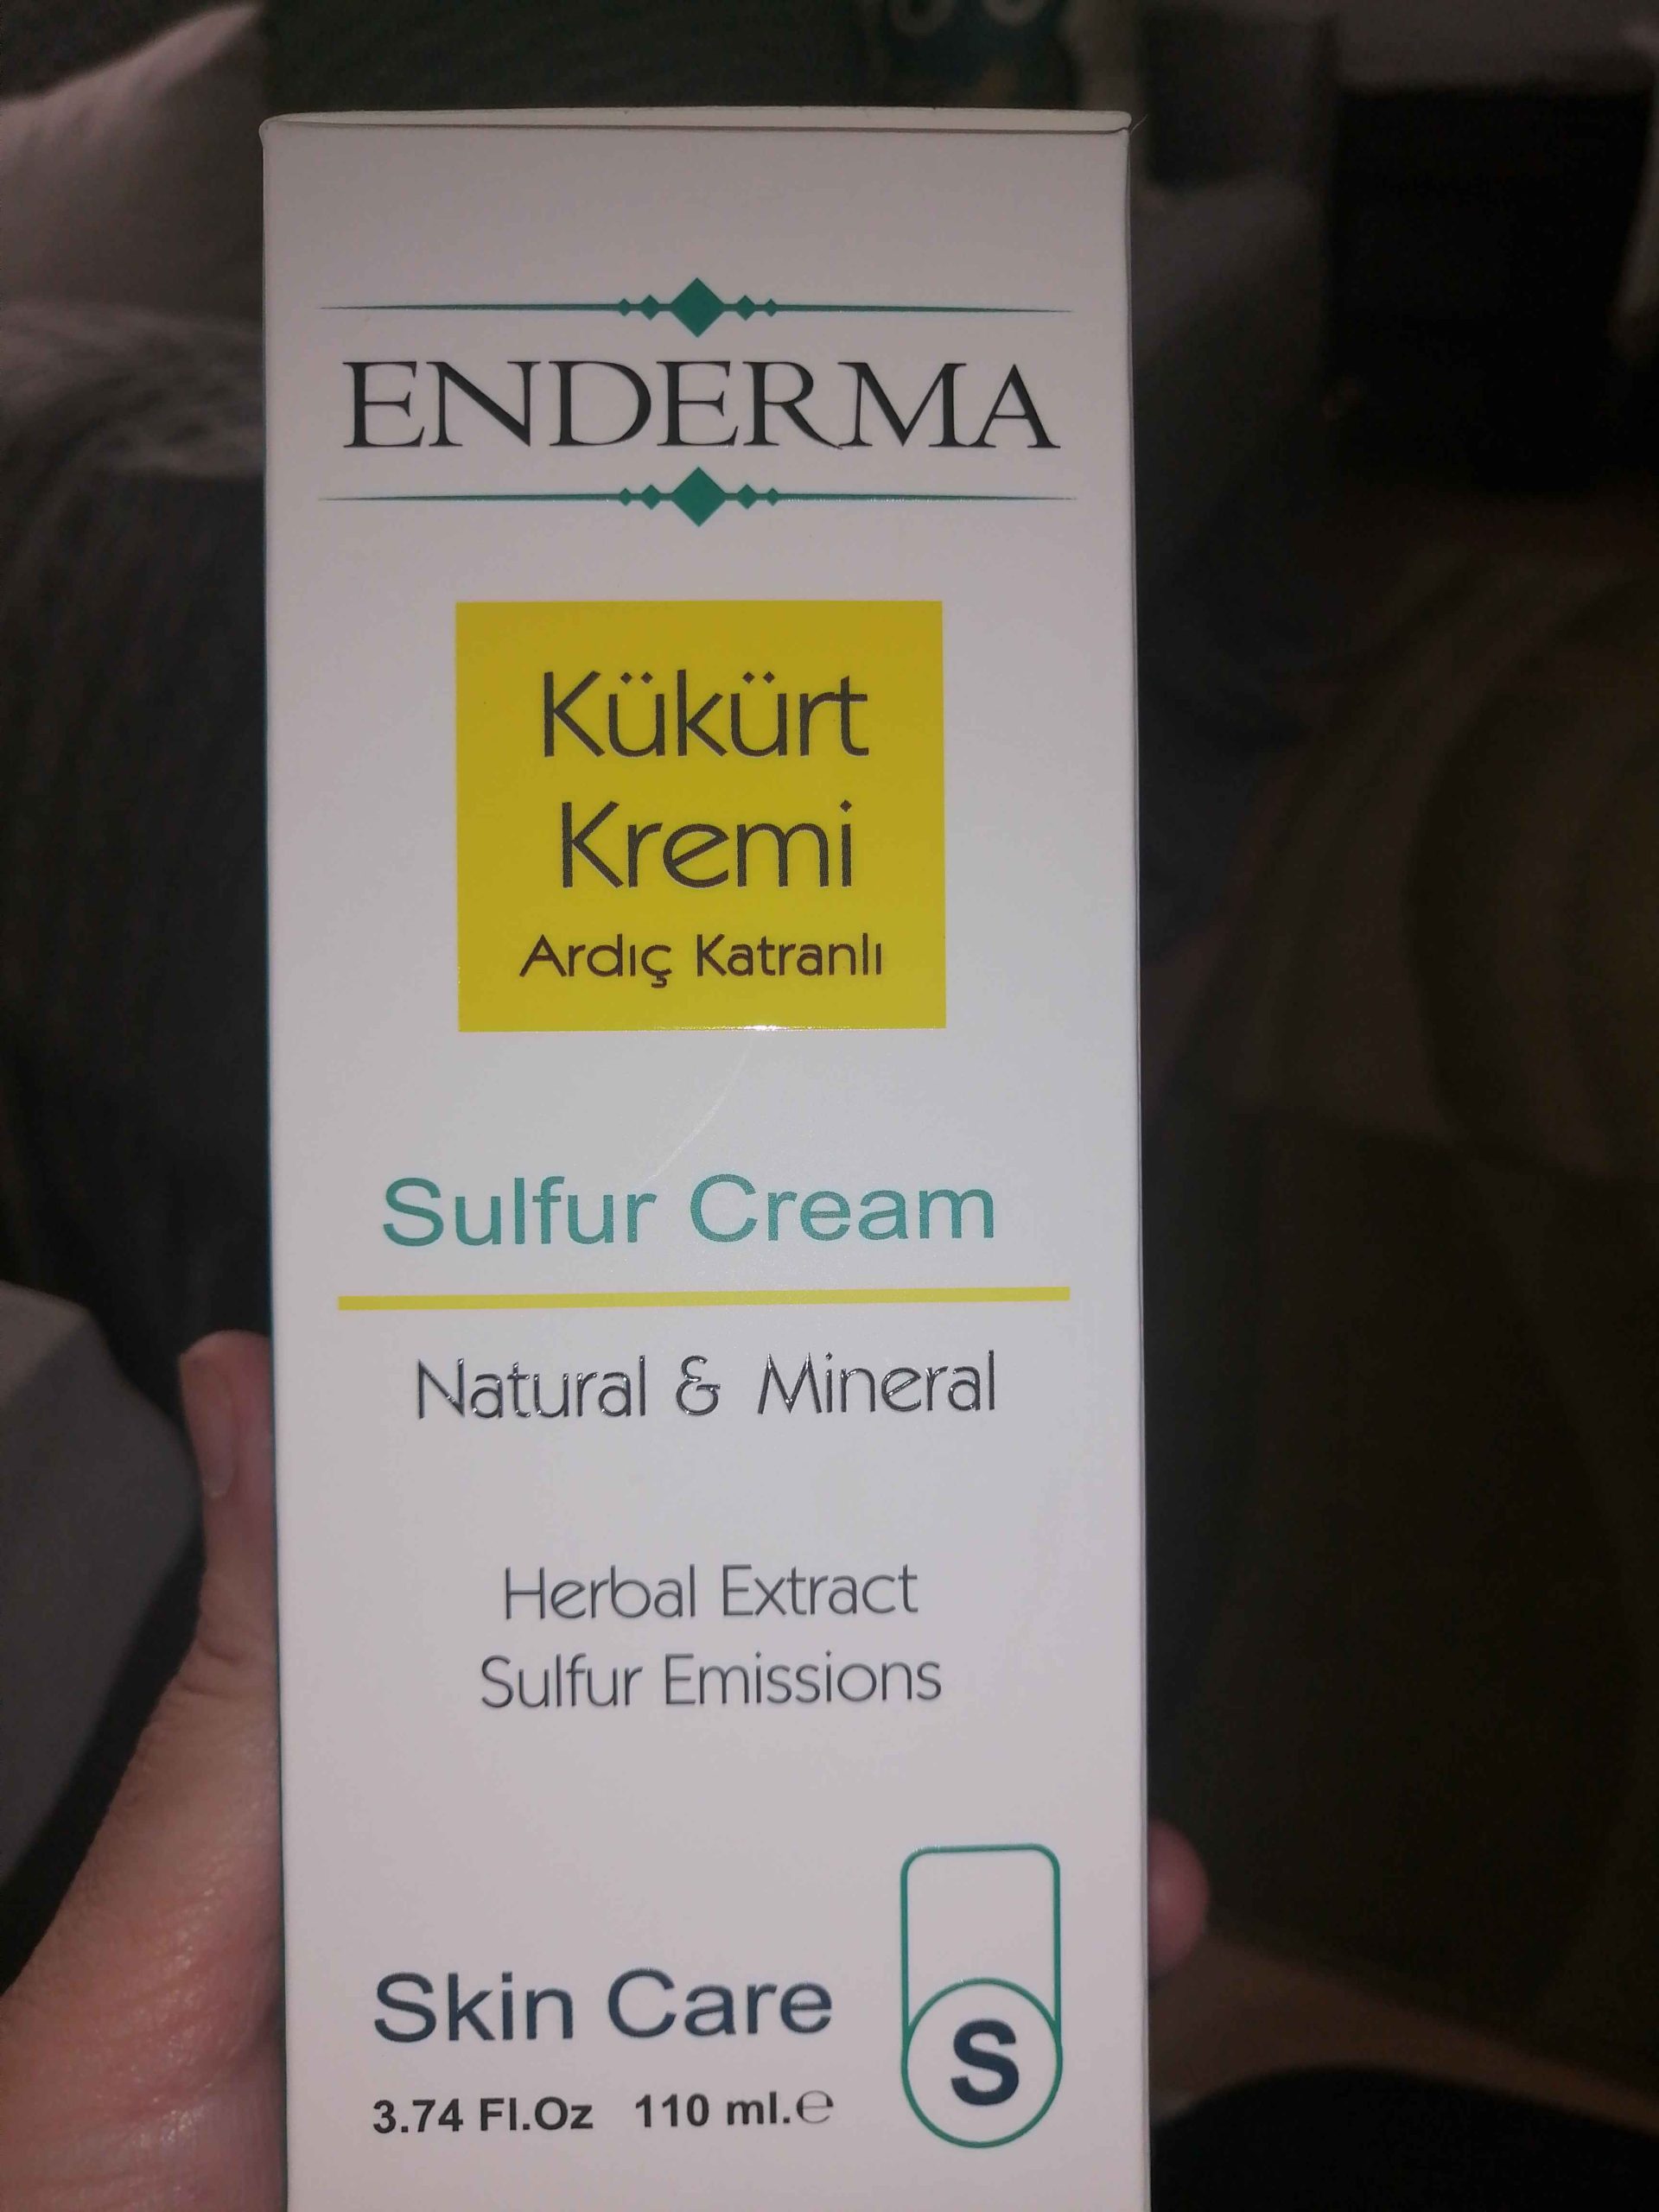 ENDERMA
Kükürt
Kremi
Ardıç Katranlı
Sulfur Cream
Natural & Mineral
Herbal Extract
Sulfur Emissions
Skin Care
S
3.74 Fl.Oz 110 ml.℮